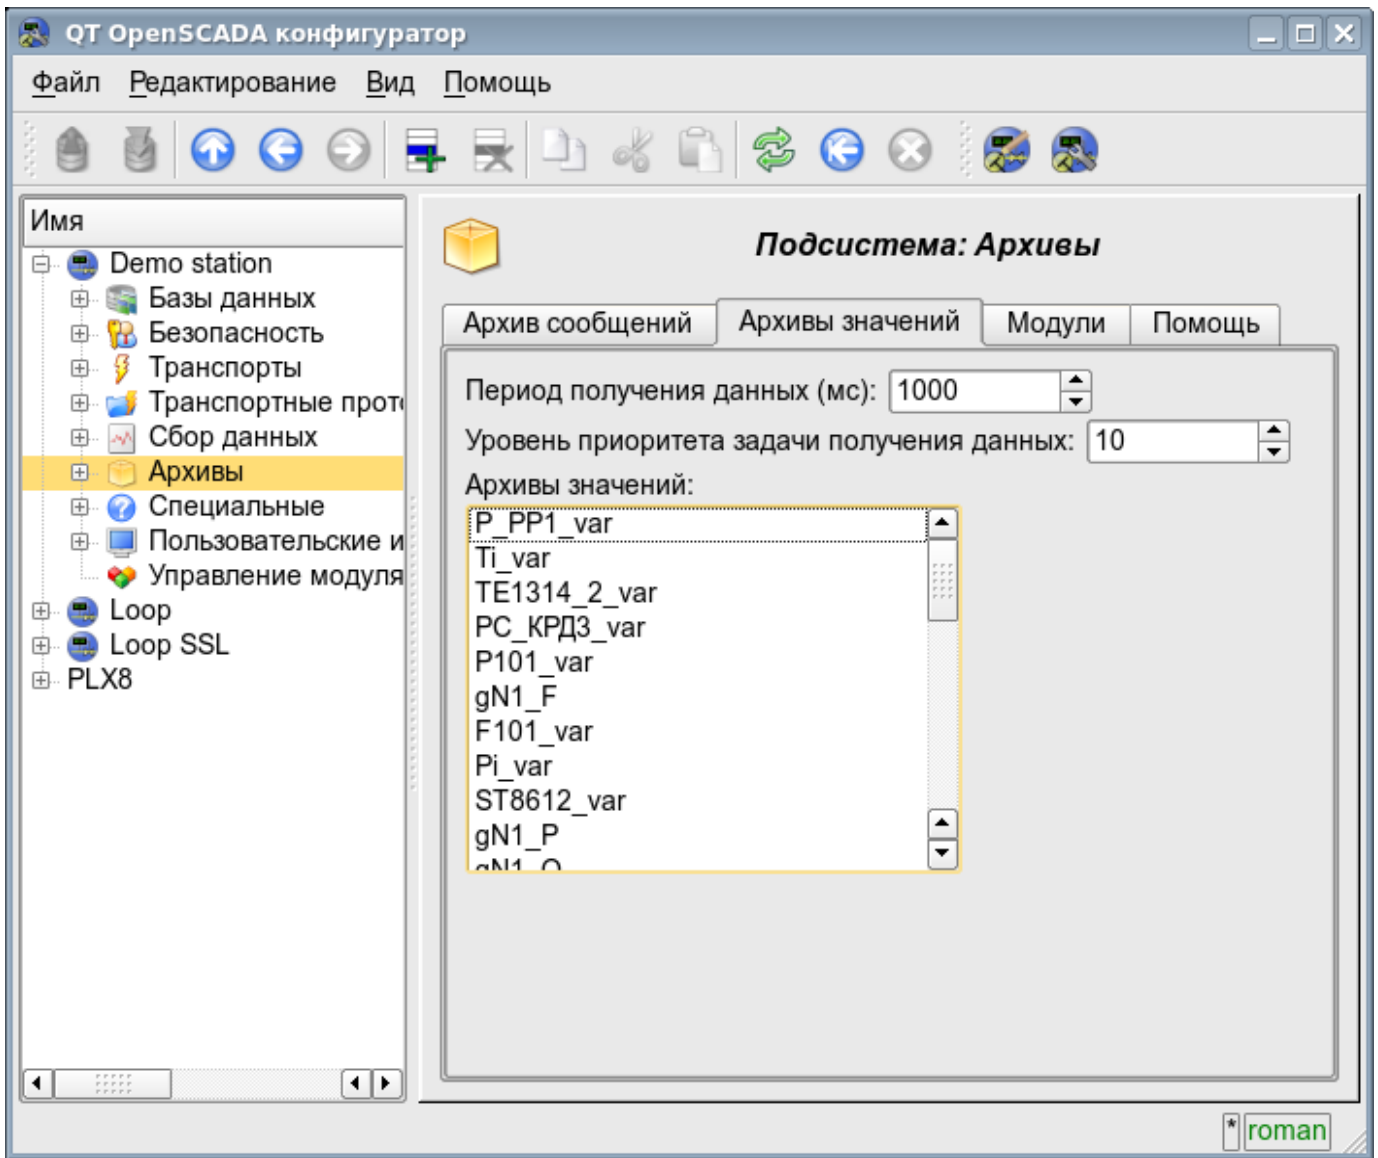 QT OpenSCADA конфигуратор
Файл Редактирование Вид Помощь
Имя
Demo station
Базы данных
Безопасность
Транспорты
Транспортные прот
Сбор данных
Архивы
Специальные
Пользовательские и
Управление модуля
Loop
Loop SSL
PLX8
Подсистема: Архивы
Архив сообщений Архивы значений Модули Помощь
Период получения данных (мс): 1000
Уровень приоритета задачи получения данных: 10
Архивы значений:
P_PP1_var
Ti_var
TE1314_2_var
PC_КРД3_var
P101_var
gN1_F
F101_var
Pi_var
ST8612_var
gN1_P
* roman